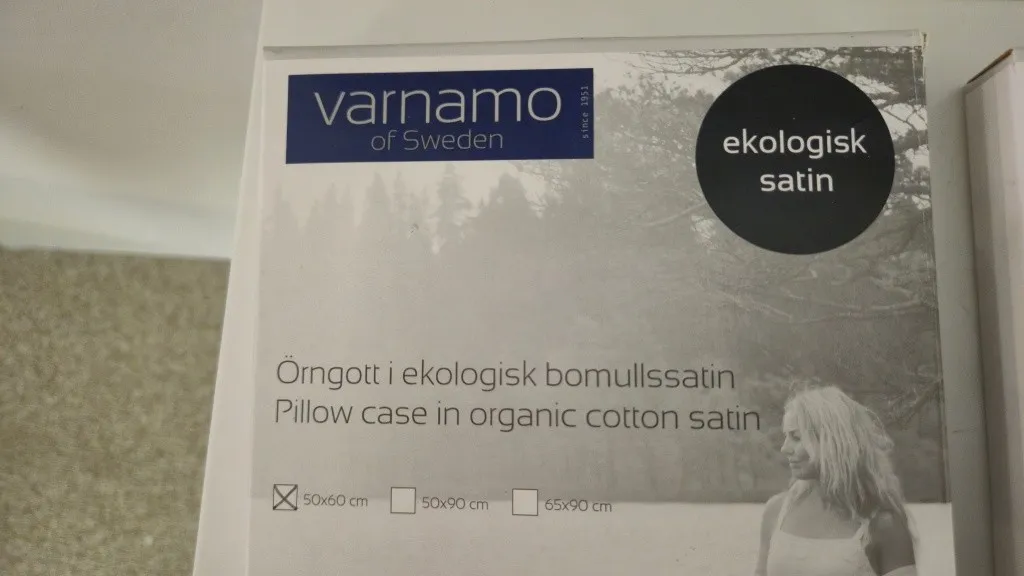 varnamo
of Sweden
since 1951
ekologisk
satin
Örngott i ekologisk bomullssatin
Pillow case in organic cotton satin
50x60 cm 50x90 cm 65x90 cm